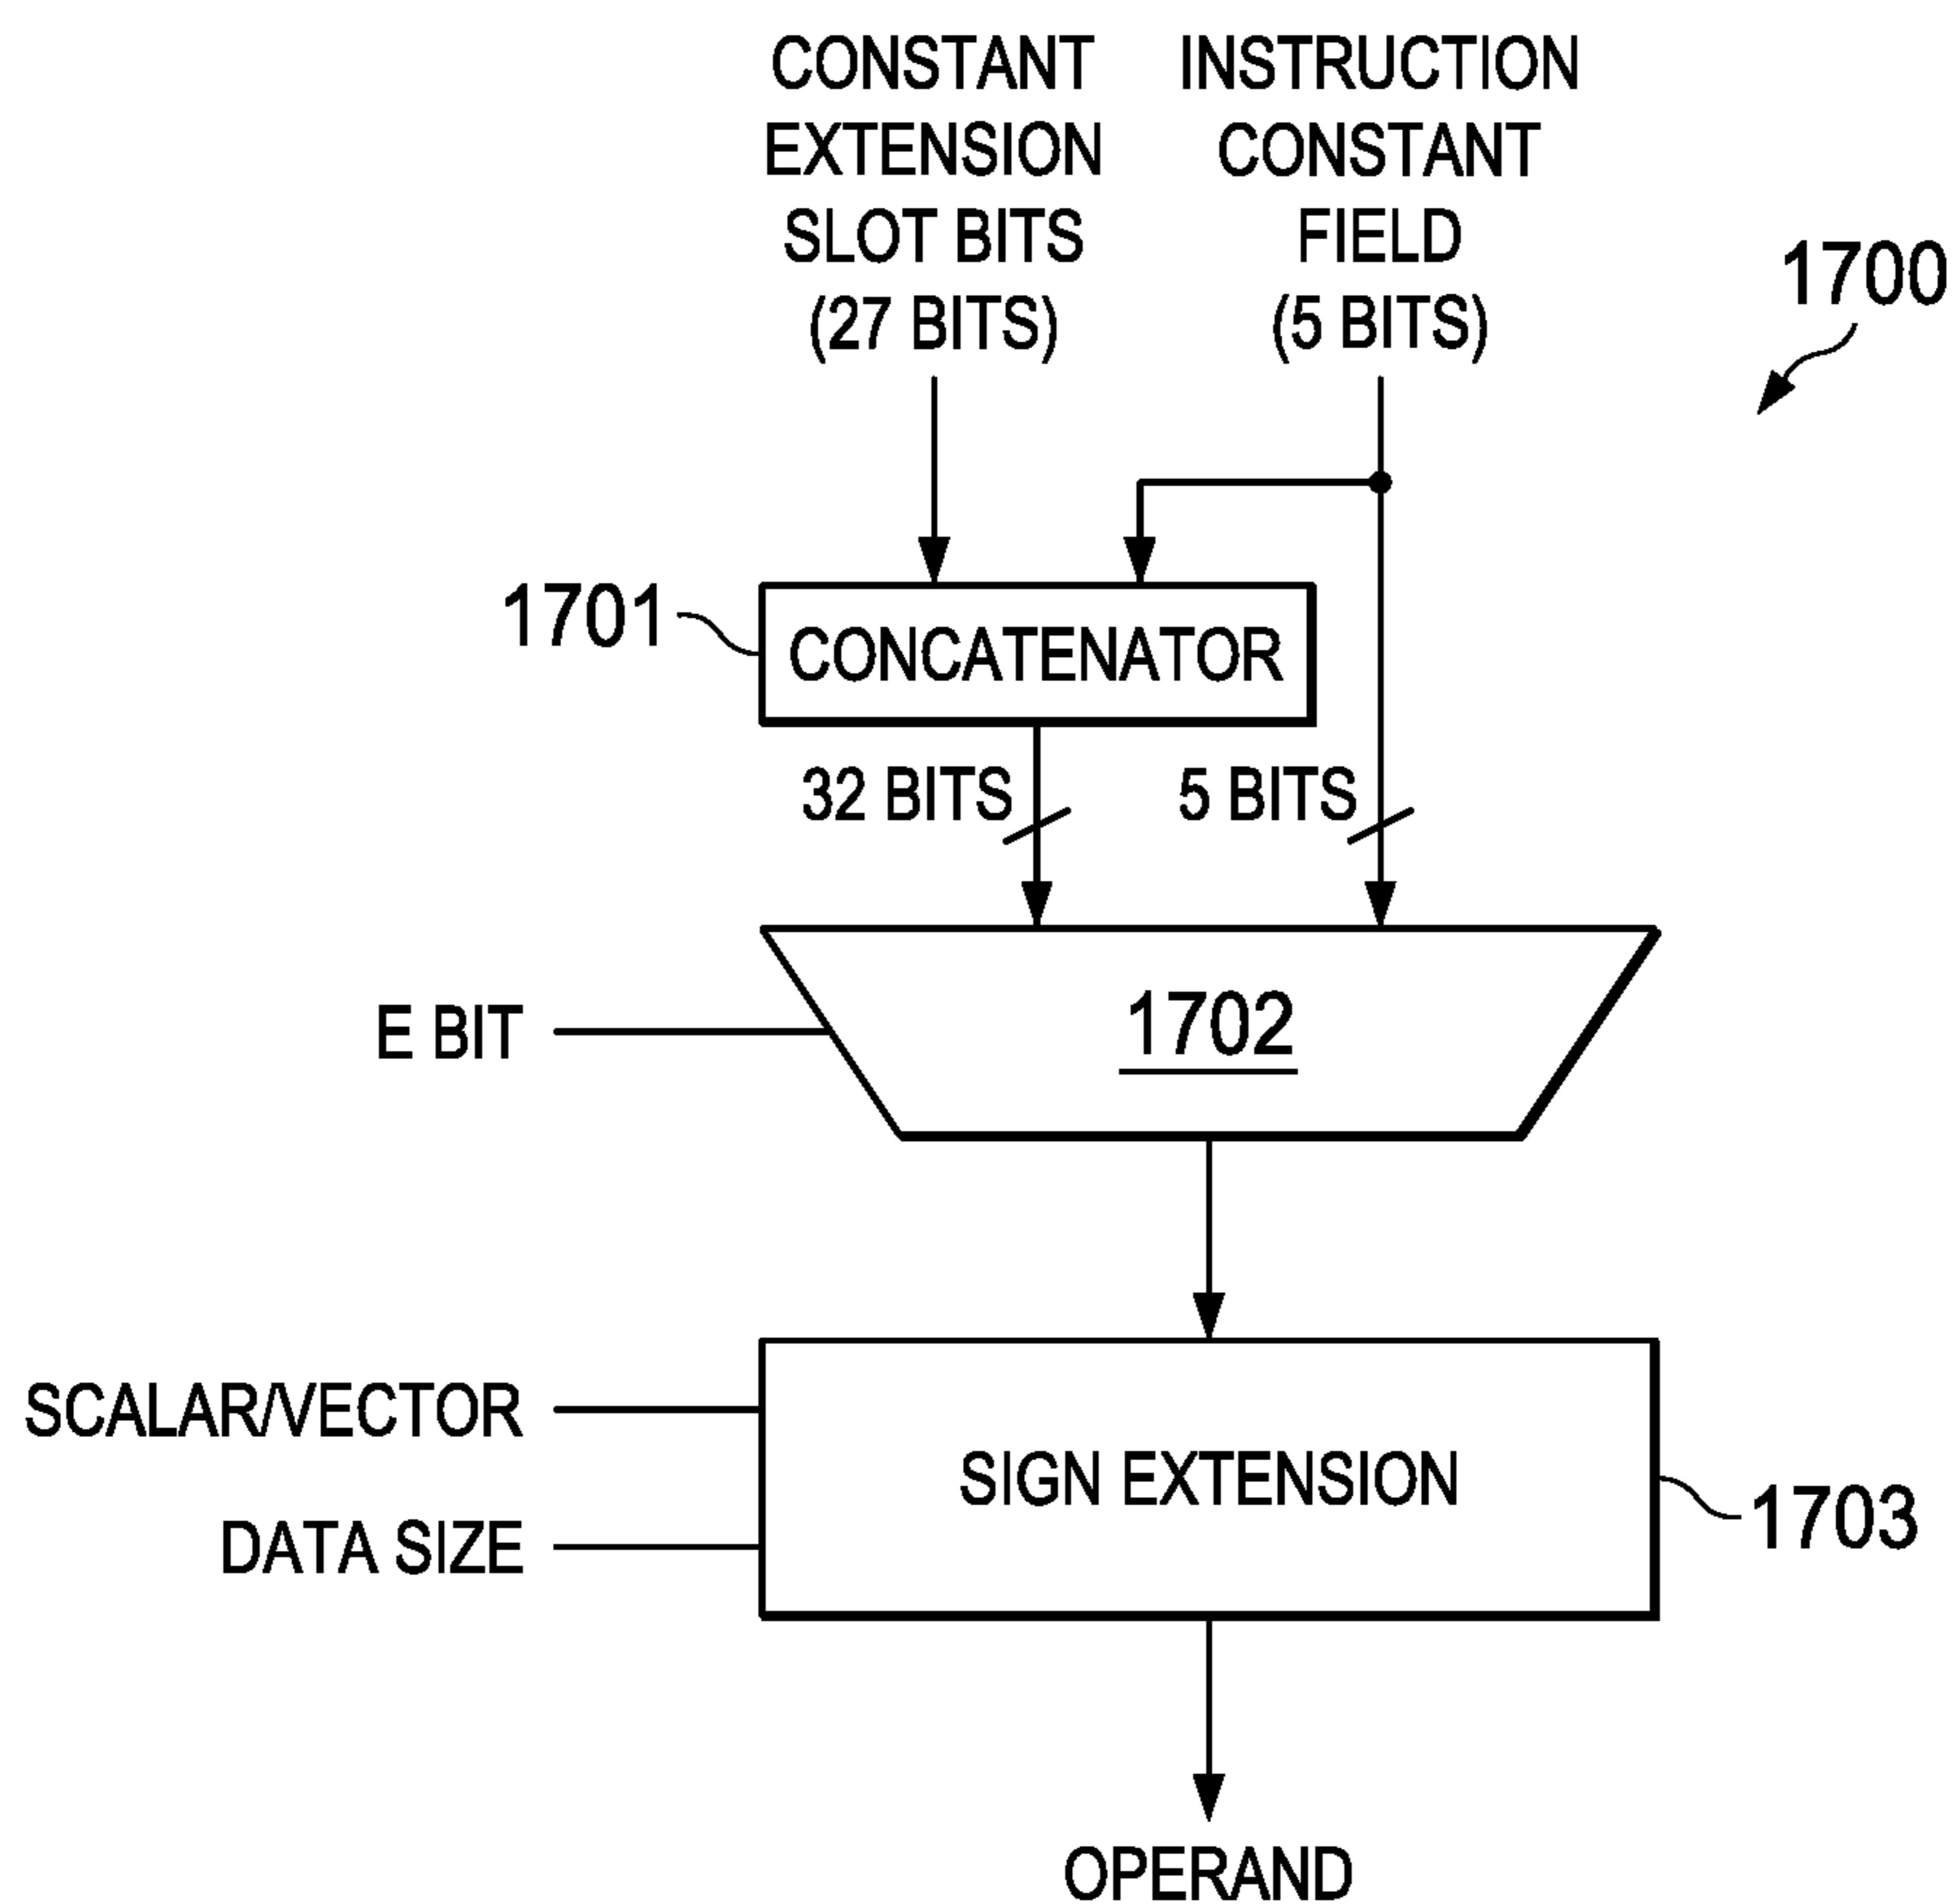 CONSTANT
EXTENSION
SLOT BITS
(27 BITS)
INSTRUCTION
CONSTANT
FIELD
(5 BITS)
1700
1701
CONCATENATOR
32 BITS
5 BITS
E BIT
1702
SCALAR/VECTOR
DATA SIZE
SIGN EXTENSION
1703
OPERAND